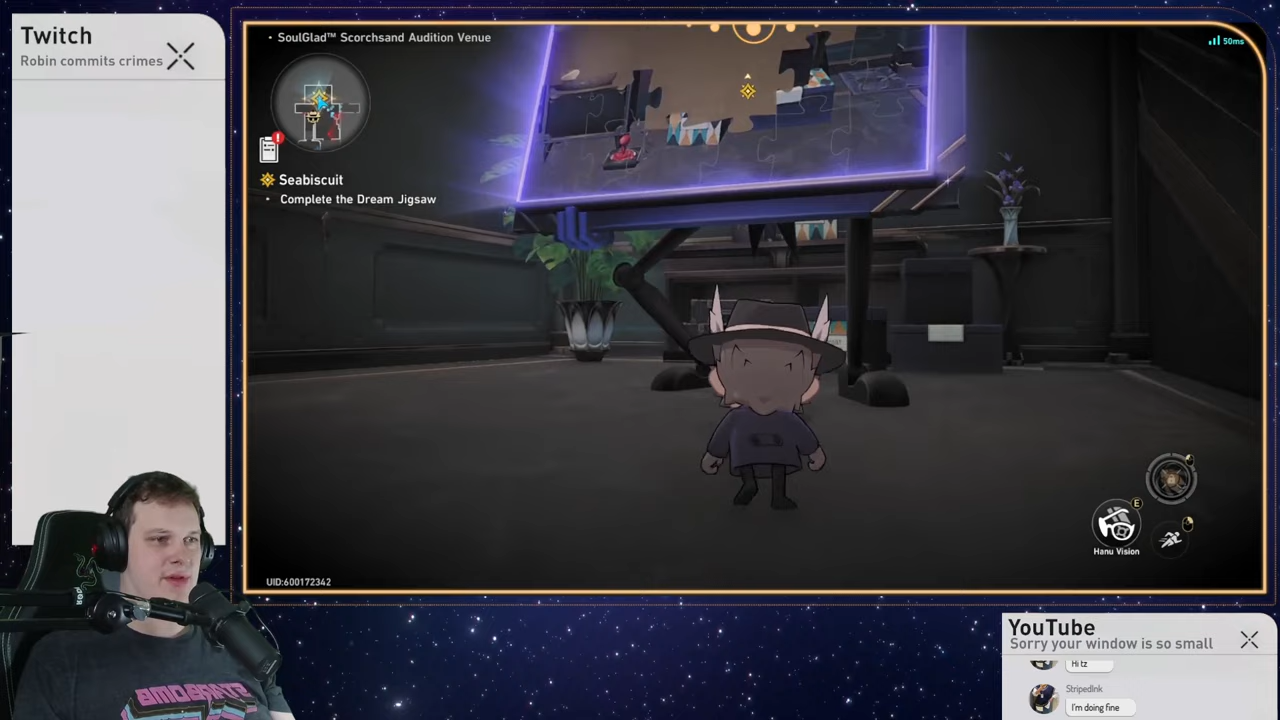 Twitch
Robin commits crimes
• SoulGlad™ Scorchsand Audition Venue
50ms
Seabiscuit
• Complete the Dream Jigsaw
E
Hanu Vision
UID:600172342
YouTube
Sorry your window is so small
Hi tz
StripedInk
I'm doing fine